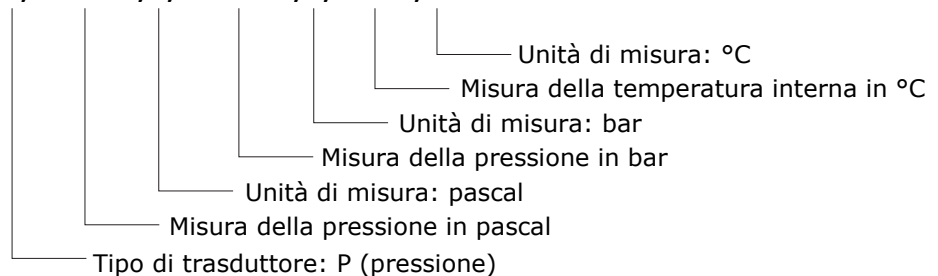 Unità di misura: °C
Misura della temperatura interna in °C
Unità di misura: bar
Misura della pressione in bar
Unità di misura: pascal
Misura della pressione in pascal
Tipo di trasduttore: P (pressione)